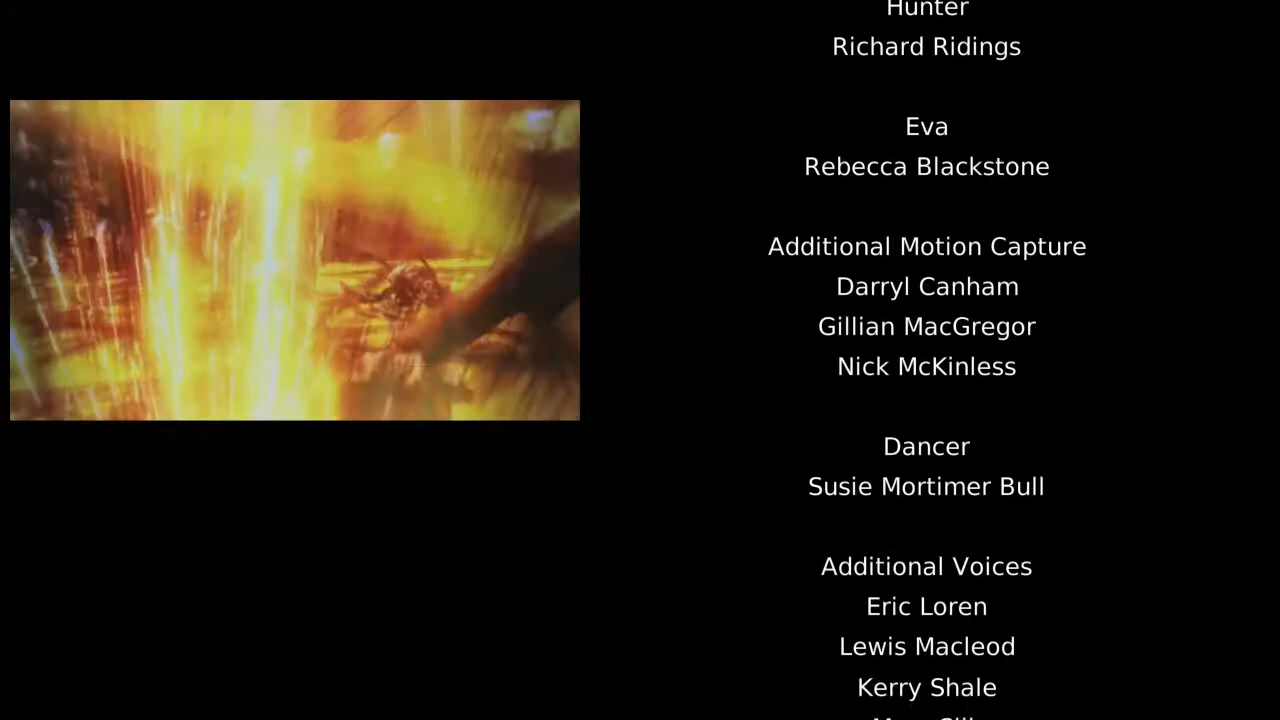 Hunter
Richard Ridings
Eva
Rebecca Blackstone
Additional Motion Capture
Darryl Canham
Gillian MacGregor
Nick McKinless
Dancer
Susie Mortimer Bull
Additional Voices
Eric Loren
Lewis Macleod
Kerry Shale